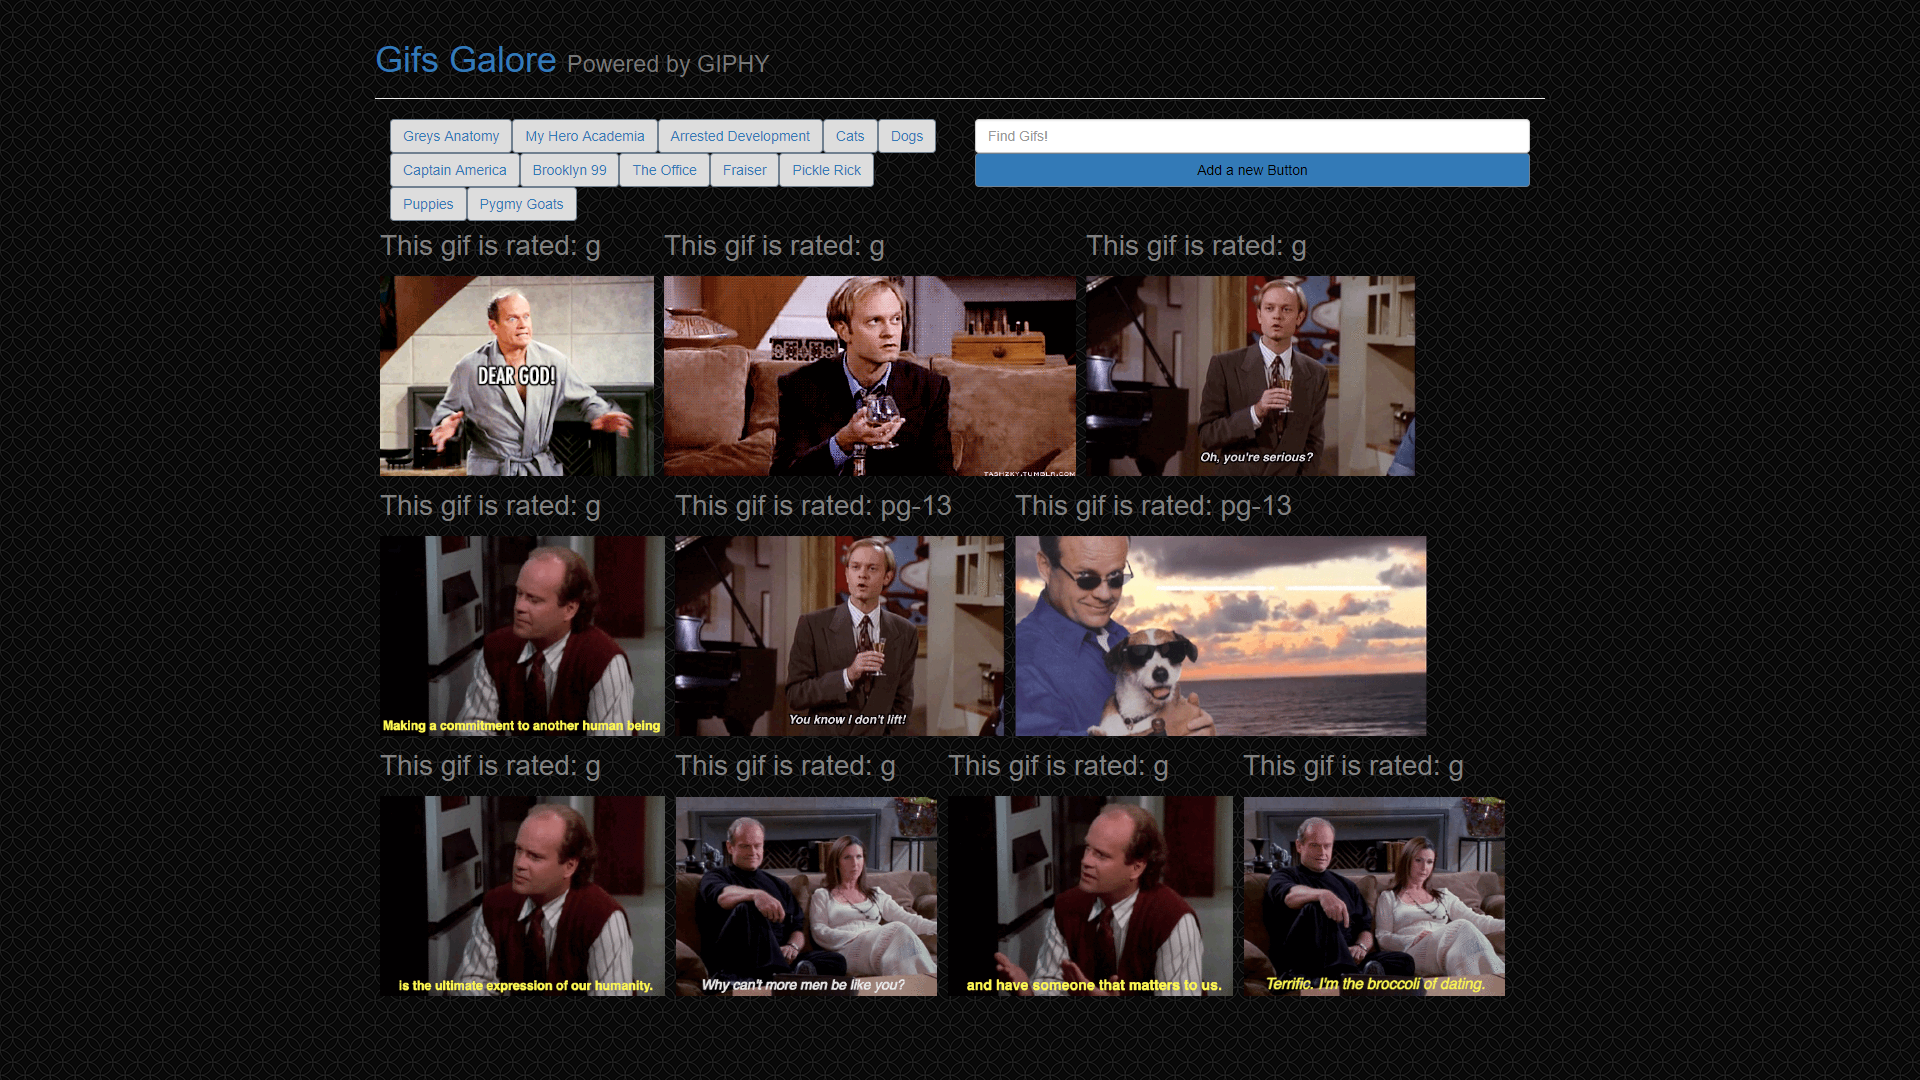 Gifs Galore Powered by GIPHY
Greys Anatomy My Hero Academia Arrested Development Cats Dogs
Captain America Brooklyn 99 The Office Fraiser Pickle Rick
Puppies Pygmy Goats
Find Gifs!
Add a new Button
This gif is rated: g This gif is rated: g This gif is rated: g
DEAR GOD!
TASHZKY.TUMBLR.COM
Oh, you're serious?
This gif is rated: g This gif is rated: pg-13 This gif is rated: pg-13
Making a commitment to another human being
You know I don't lift!
This gif is rated: g This gif is rated: g This gif is rated: g This gif is rated: g
is the ultimate expression of our humanity.
Why can't more men be like you?
and have someone that matters to us.
Terrific. I'm the broccoli of dating.